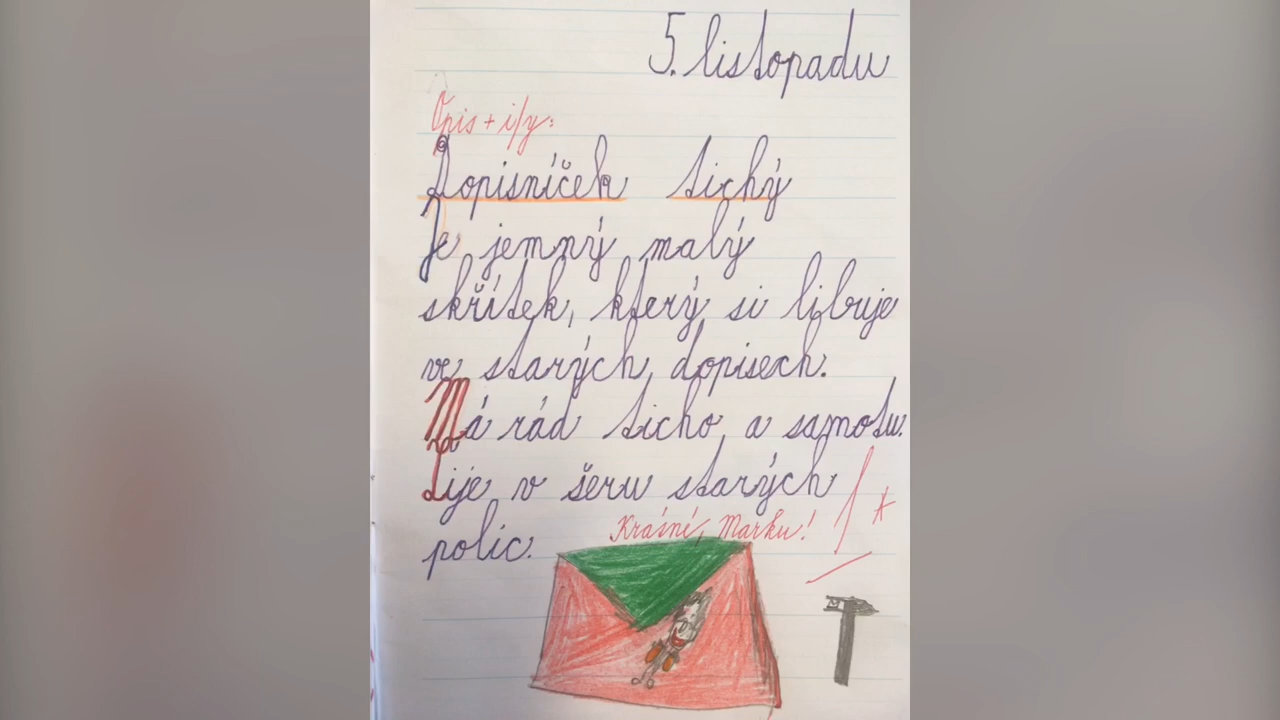 5. listopadu
Opis + i/y:
Dopisníček tichý
Je jemný malý
skřítek, který si libuje
ve starých dopisech.
Má rád ticho a samotu.
Žije v šeru starých
polic.
Krásné, Marku! 1*